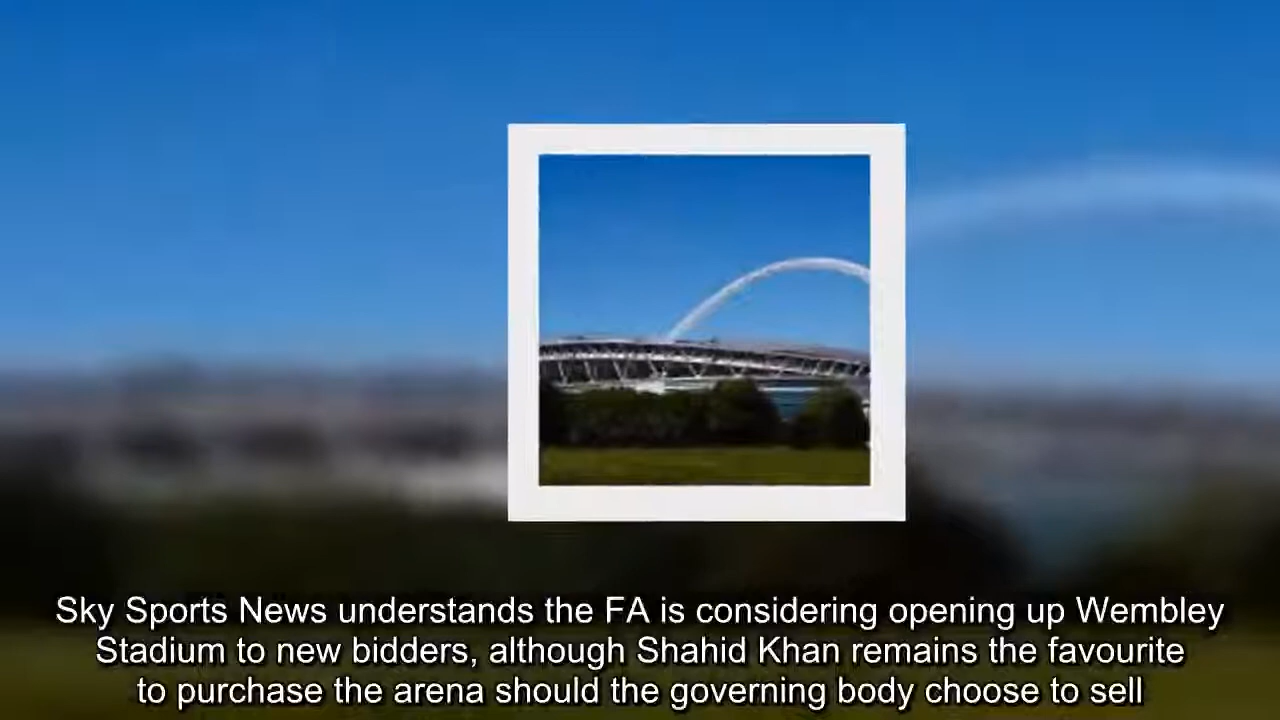 Sky Sports News understands the FA is considering opening up Wembley
Stadium to new bidders, although Shahid Khan remains the favourite
to purchase the arena should the governing body choose to sell